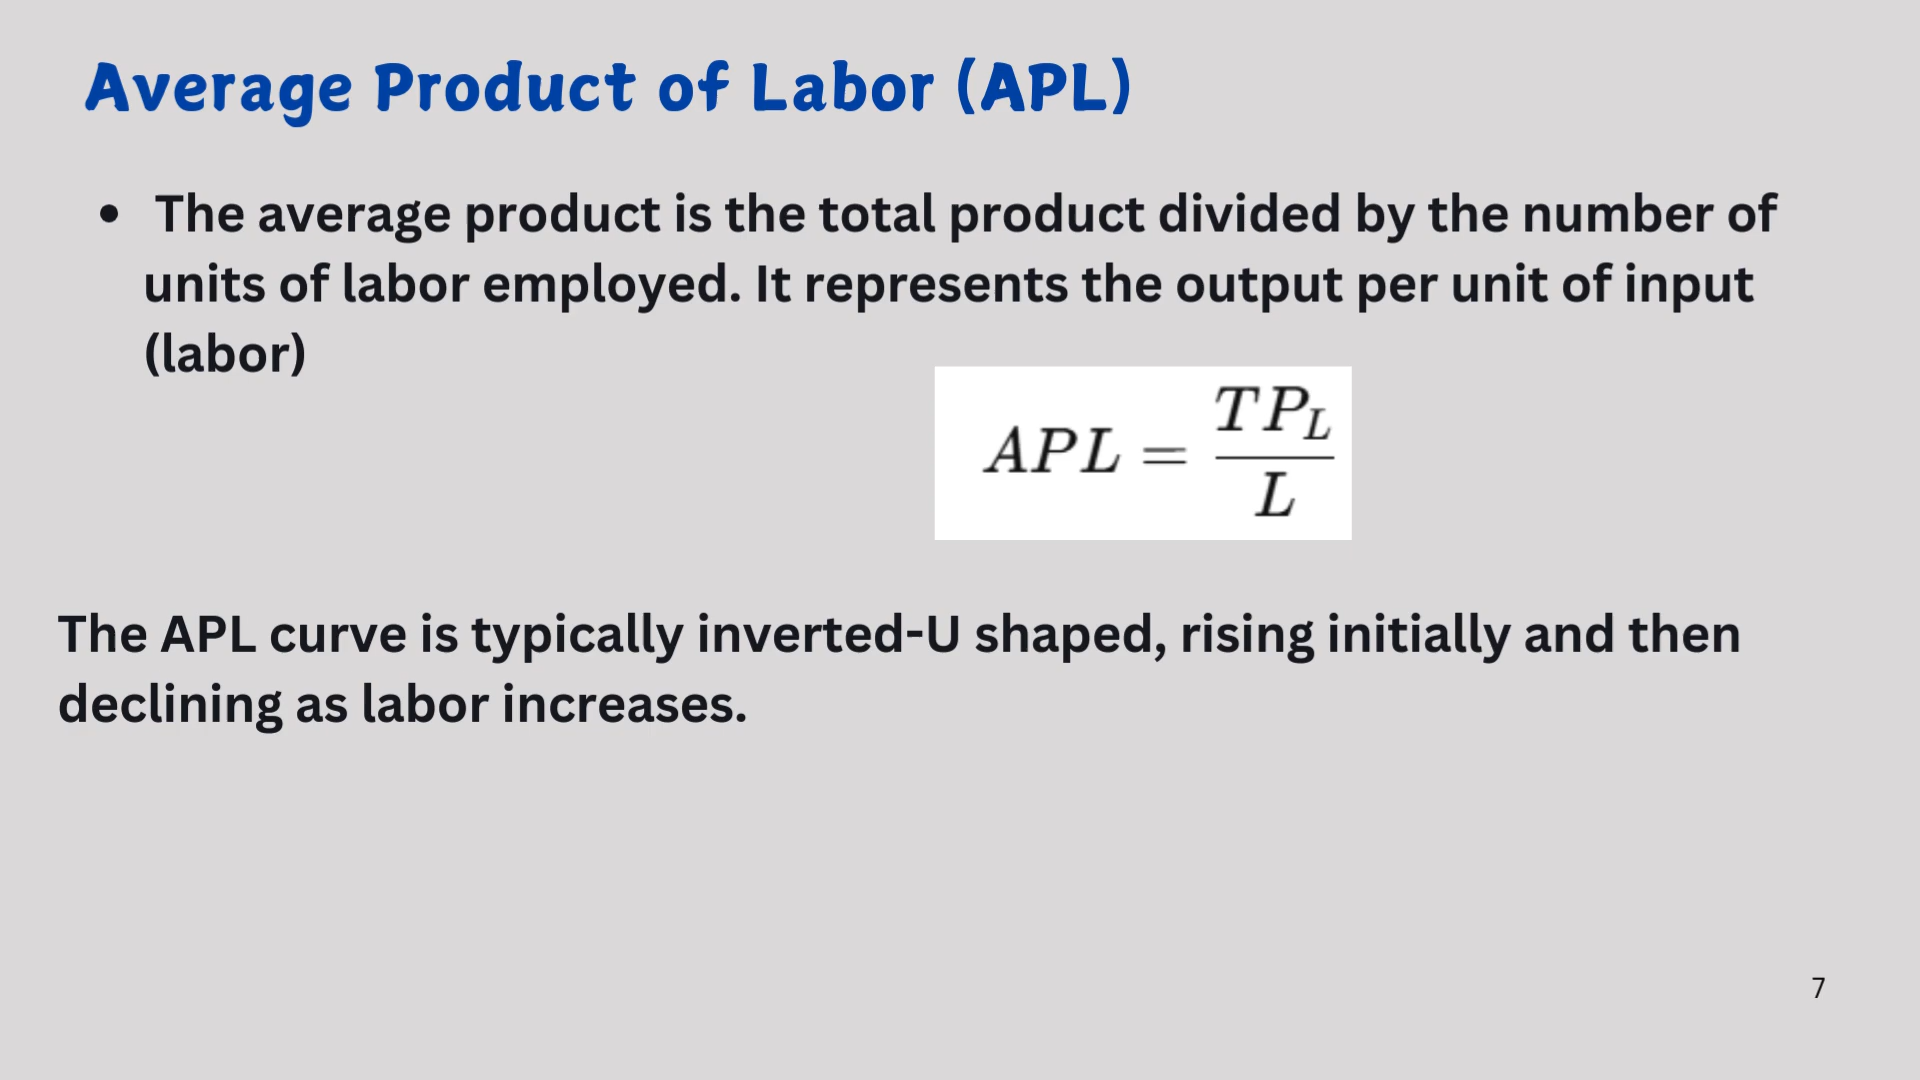 Average Product of Labor (APL)
• The average product is the total product divided by the number of
units of labor employed. It represents the output per unit of input
(labor)
APL = TP_L / L
The APL curve is typically inverted-U shaped, rising initially and then
declining as labor increases.
7